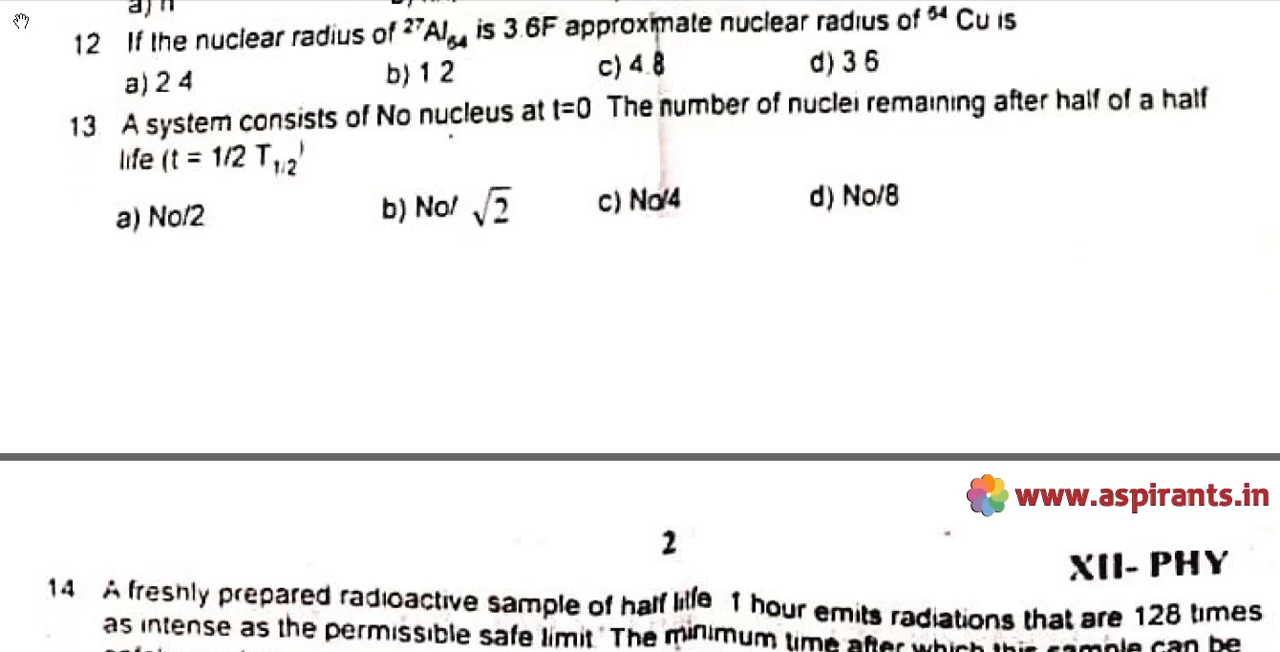 12 If the nuclear radius of ²⁷Al₆₄ is 3.6F approximate nuclear radius of ⁶⁴ Cu is
a) 2 4 b) 1 2 c) 4.8 d) 3 6
13 A system consists of No nucleus at t=0 The number of nuclei remaining after half of a half
life (t = 1/2 T₁/₂)
a) No/2 b) No/ √2 c) No/4 d) No/8
www.aspirants.in
2
XII- PHY
14 A freshly prepared radioactive sample of half life 1 hour emits radiations that are 128 times
as intense as the permissible safe limit The minimum time after which this sample can be